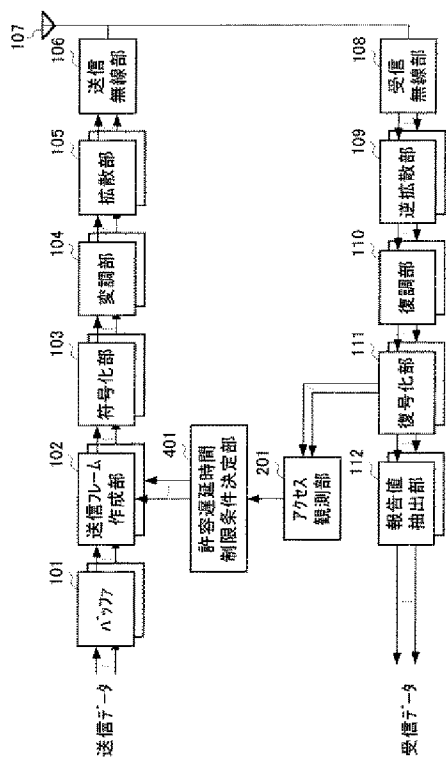 107
106
送信
無線部
105
拡散部
104
変調部
103
符号化部
102
送信フレーム
作成部
101
バッファ
送信データ
401
許容遅延時間
制限条件決定部
201
アクセス
観測部
108
受信
無線部
109
逆拡散部
110
復調部
111
復号化部
112
報告値
抽出部
受信データ